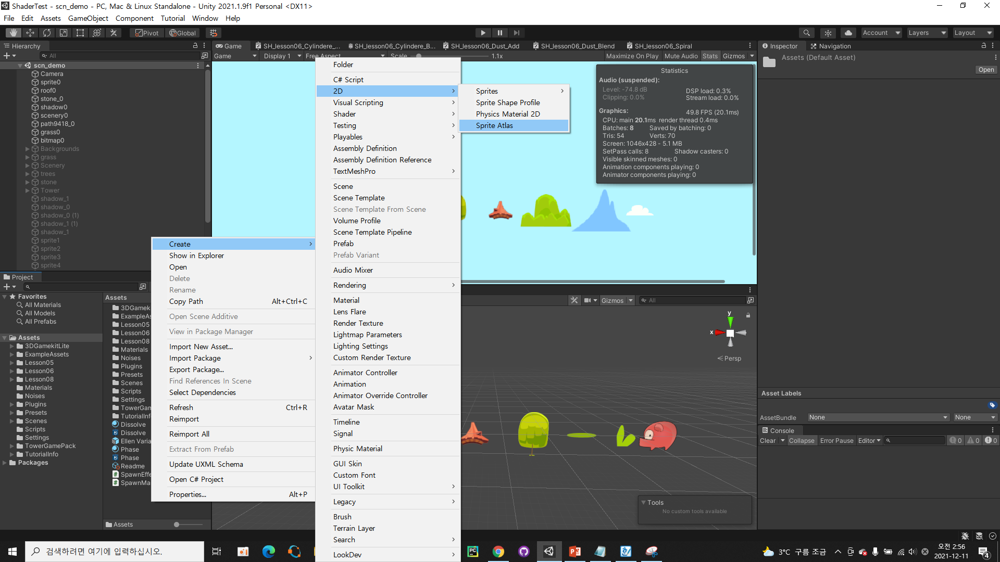 ShaderTest - scn_demo - PC, Mac & Linux Standalone - Unity 2021.1.9f1 Personal <DX11>
File Edit Assets GameObject Component Tutorial Window Help
Pivot Global Account Layers Layout
Hierarchy
All
scn_demo
Camera
sprite0
roof0
stone_0
shadow0
scenery0
path9418_0
grass0
bitmap0
Backgrounds
grass
Scenery
trees
stone
Tower
shadow_1
shadow_0
shadow_0 (1)
shadow_1 (1)
shadow_1
sprite1
sprite2
sprite3
sprite4
Game SH_lesson06_Cylindere_... SH_lesson06_Cylindere_B... SH_lesson06_Dust_Add SH_lesson06_Dust_Blend SH_lesson06_Spiral
Game Display 1 Free Aspect Scale 1.1x Maximize On Play Mute Audio Stats Gizmos
Statistics
Audio (suspended):
Level: -74.8 dB DSP load: 0.3%
Clipping: 0.0% Stream load: 0.0%
Graphics: 49.8 FPS (20.1ms)
CPU: main 20.1ms render thread 0.4ms
Batches: 8 Saved by batching: 0
Tris: 54 Verts: 70
Screen: 1046x428 - 5.1 MB
SetPass calls: 8 Shadow casters: 0
Visible skinned meshes: 0
Animation components playing: 0
Animator components playing: 0
Inspector Navigation
Assets (Default Asset)
Open
Create
Show in Explorer
Open
Delete
Rename
Copy Path Alt+Ctrl+C
Open Scene Additive
View in Package Manager
Import New Asset...
Import Package
Export Package...
Find References In Scene
Select Dependencies
Refresh Ctrl+R
Reimport
Reimport All
Extract From Prefab
Update UXML Schema
Open C# Project
Properties... Alt+P
Folder
C# Script
2D
Visual Scripting
Shader
Testing
Playables
Assembly Definition
Assembly Definition Reference
TextMeshPro
Scene
Scene Template
Scene Template From Scene
Volume Profile
Scene Template Pipeline
Prefab
Prefab Variant
Audio Mixer
Rendering
Material
Lens Flare
Render Texture
Lightmap Parameters
Lighting Settings
Custom Render Texture
Animator Controller
Animation
Animator Override Controller
Avatar Mask
Timeline
Signal
Physic Material
GUI Skin
Custom Font
UI Toolkit
Legacy
Brush
Terrain Layer
Search
LookDev
Sprites
Sprite Shape Profile
Physics Material 2D
Sprite Atlas
Project
Favorites
All Materials
All Models
All Prefabs
Assets
3DGamekitLite
ExampleAssets
Lesson05
Lesson06
Lesson08
Materials
Noises
Plugins
Presets
Scenes
Scripts
Settings
TowerGamePack
TutorialInfo
Packages
Assets
3DGamek
ExampleAs
Lesson05
Lesson06
Lesson08
Materials
Noises
Plugins
Presets
Scenes
Scripts
Settings
TowerGan
TutorialInf
Dissolve
Dissolve
Ellen Varia
Phase
Phase
Readme
SpawnEffe
SpawnMa
Assets
Gizmos All
y
x
Persp
Tools
No custom tools available
Asset Labels
AssetBundle None None
Console
Clear Collapse Error Pause Editor 0 0 0
검색하려면 여기에 입력하십시오.
3°C 구름 조금
오전 2:56
2021-12-11
4